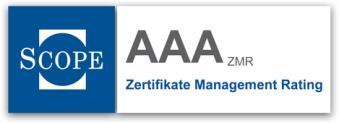 SCOPE
AAA ZMR
Zertifikate Management Rating